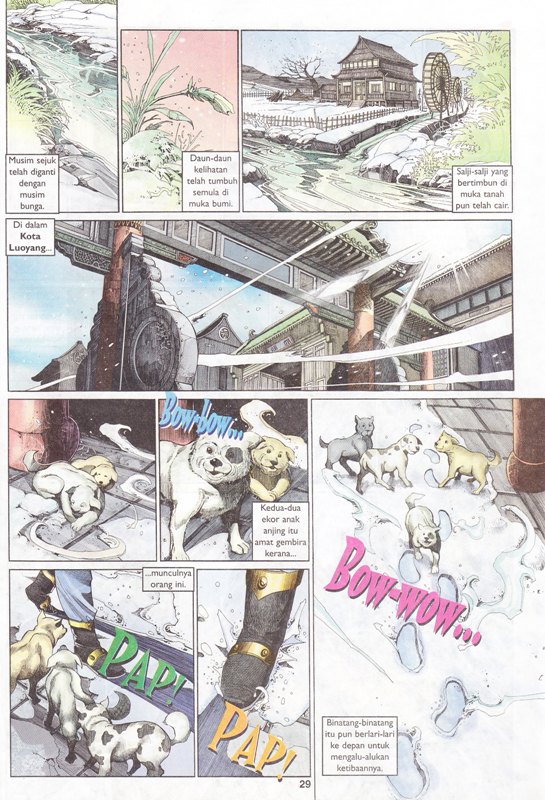 Musim sejuk
telah diganti
dengan
musim
bunga.
Daun-daun
kelihatan
telah tumbuh
semula di
muka bumi.
Salji-salji yang
bertimbun di
muka tanah
pun telah cair.
Di dalam
Kota
Luoyang...
Bow-bow...
Kedua-dua
ekor anak
anjing itu
amat gembira
kerana...
Bow-wow...
...munculnya
orang ini.
PAP!
PAP!
Binatang-binatang
itu pun berlari-lari
ke depan untuk
mengalu-alukan
ketibaannya.
29